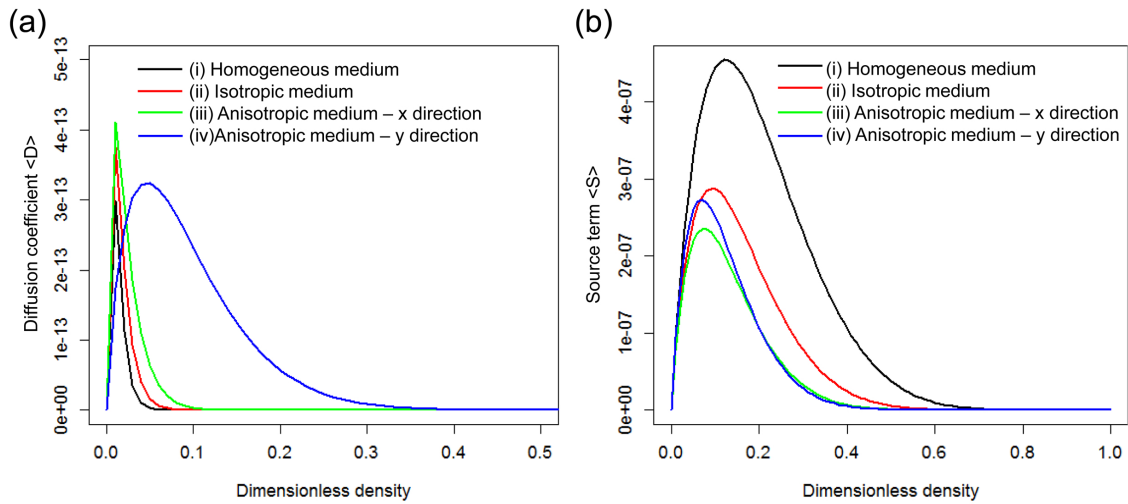 (a)
Diffusion coefficient <D>
5e-13
4e-13
3e-13
2e-13
1e-13
0e+00
(i) Homogeneous medium
(ii) Isotropic medium
(iii) Anisotropic medium – x direction
(iv)Anisotropic medium – y direction
0.0 0.1 0.2 0.3 0.4 0.5
Dimensionless density
(b)
Source term <S>
4e-07
3e-07
2e-07
1e-07
0e+00
(i) Homogeneous medium
(ii) Isotropic medium
(iii) Anisotropic medium – x direction
(iv) Anisotropic medium – y direction
0.0 0.2 0.4 0.6 0.8 1.0
Dimensionless density